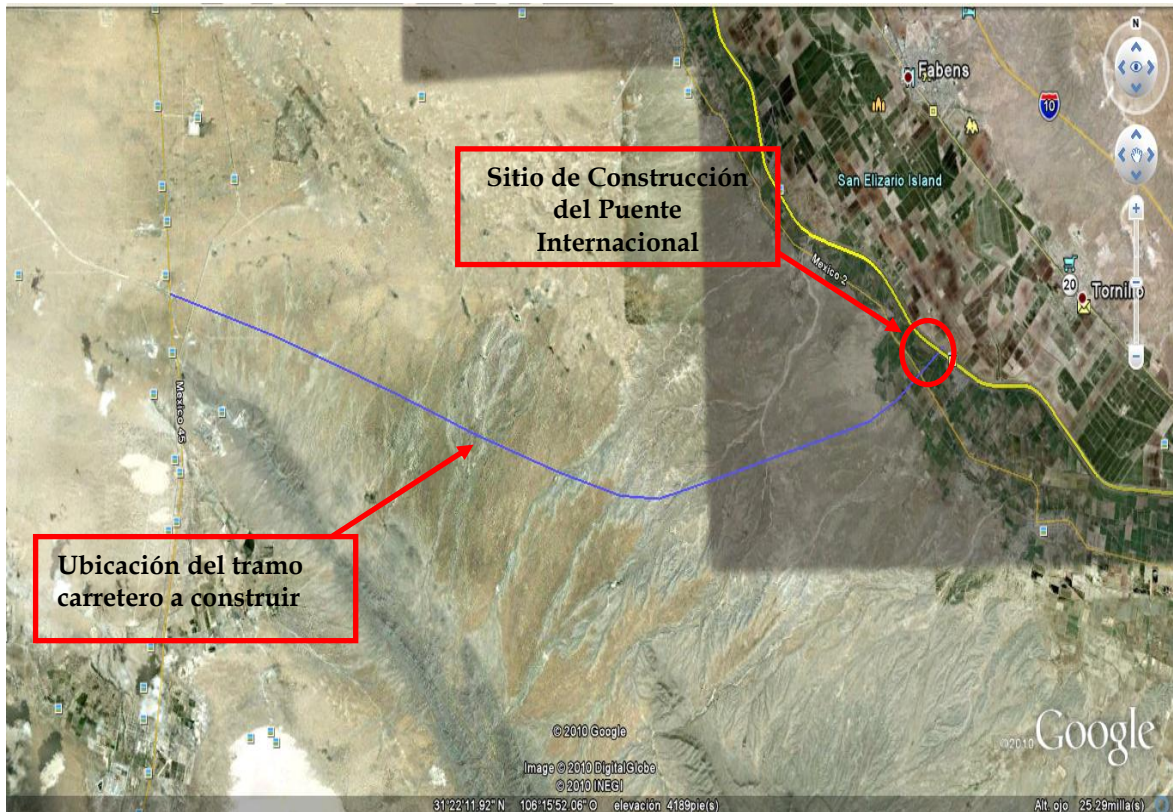 N
Fabens
10
Sitio de Construcción
del Puente
Internacional
San Elizario Island
Mexico 2
20
Tornillo
Mexico 45
Ubicación del tramo
carretero a construir
© 2010 Google
Image © 2010 DigitalGlobe
© 2010 INEGI
©2010 Google
31°22'11.92" N 106°15'52.06" O elevación 4189pie(s)
Alt. ojo 25.29milla(s)